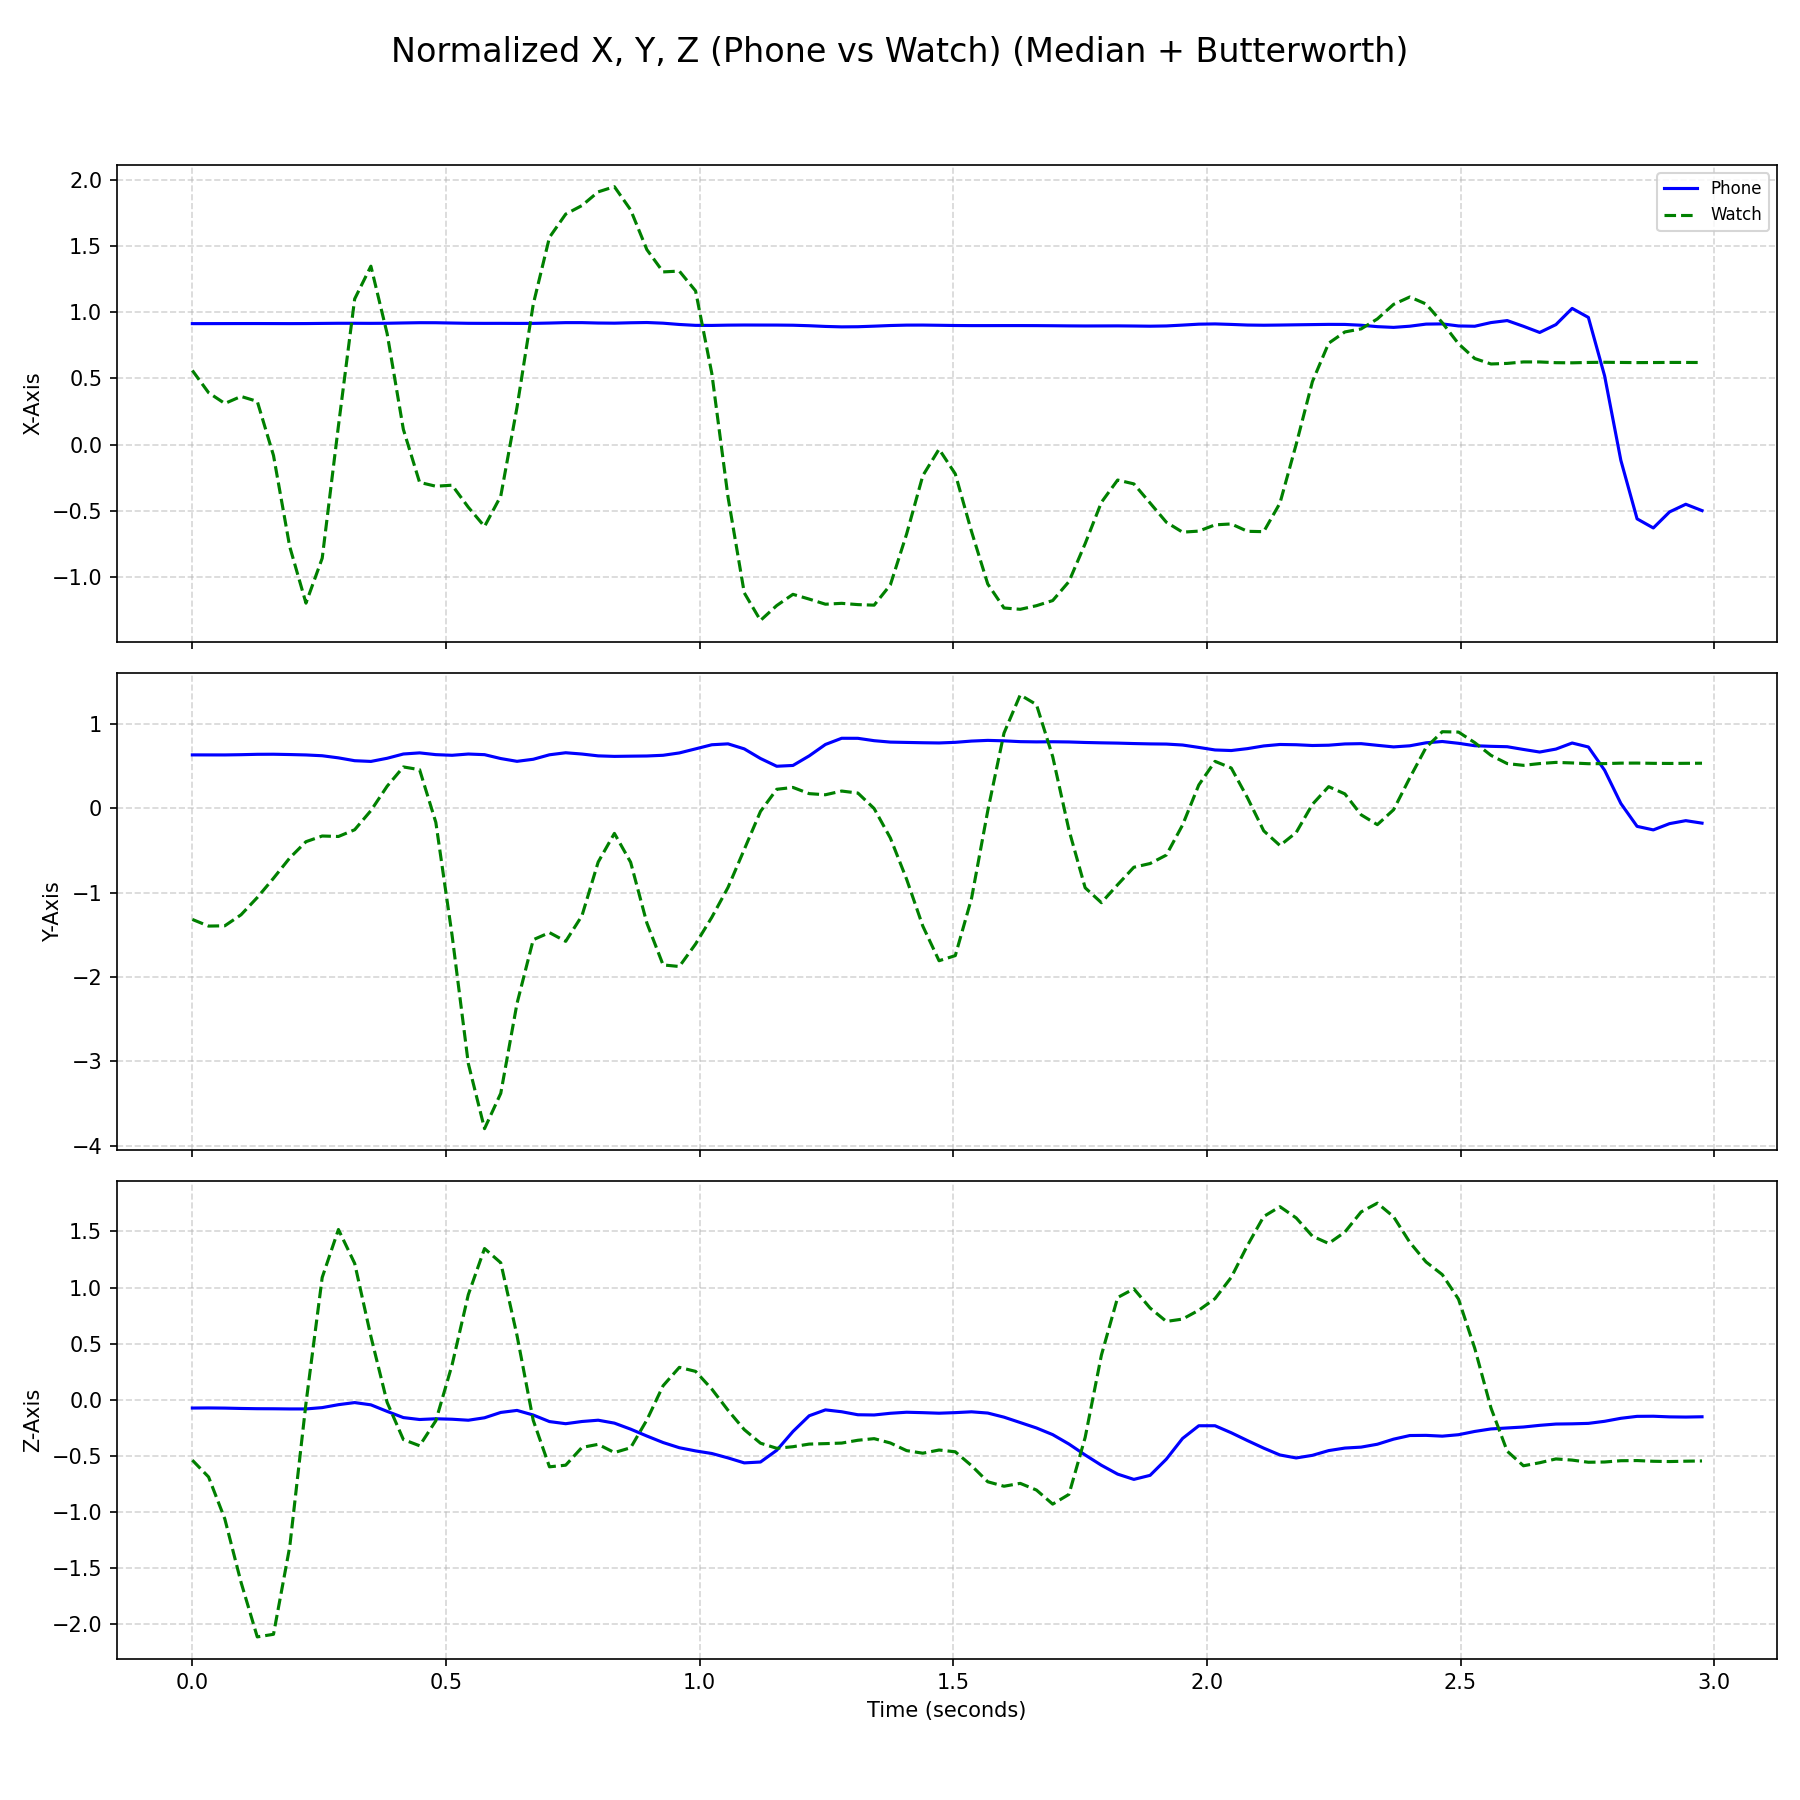 Normalized X, Y, Z (Phone vs Watch) (Median + Butterworth)
Phone
Watch
X-Axis
2.0
1.5
1.0
0.5
0.0
−0.5
−1.0
Y-Axis
1
0
−1
−2
−3
−4
Z-Axis
1.5
1.0
0.5
0.0
−0.5
−1.0
−1.5
−2.0
0.0 0.5 1.0 1.5 2.0 2.5 3.0
Time (seconds)